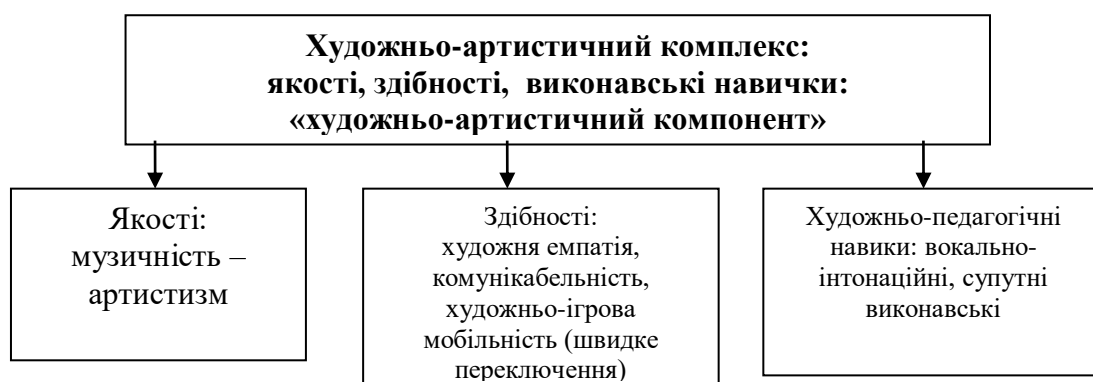 Художньо-артистичний комплекс:
якості, здібності, виконавські навички:
«художньо-артистичний компонент»
Якості:
музичність –
артистизм
Здібності:
художня емпатія,
комунікабельність,
художньо-ігрова
мобільність (швидке
переключення)
Художньо-педагогічні
навики: вокально-
інтонаційні, супутні
виконавські